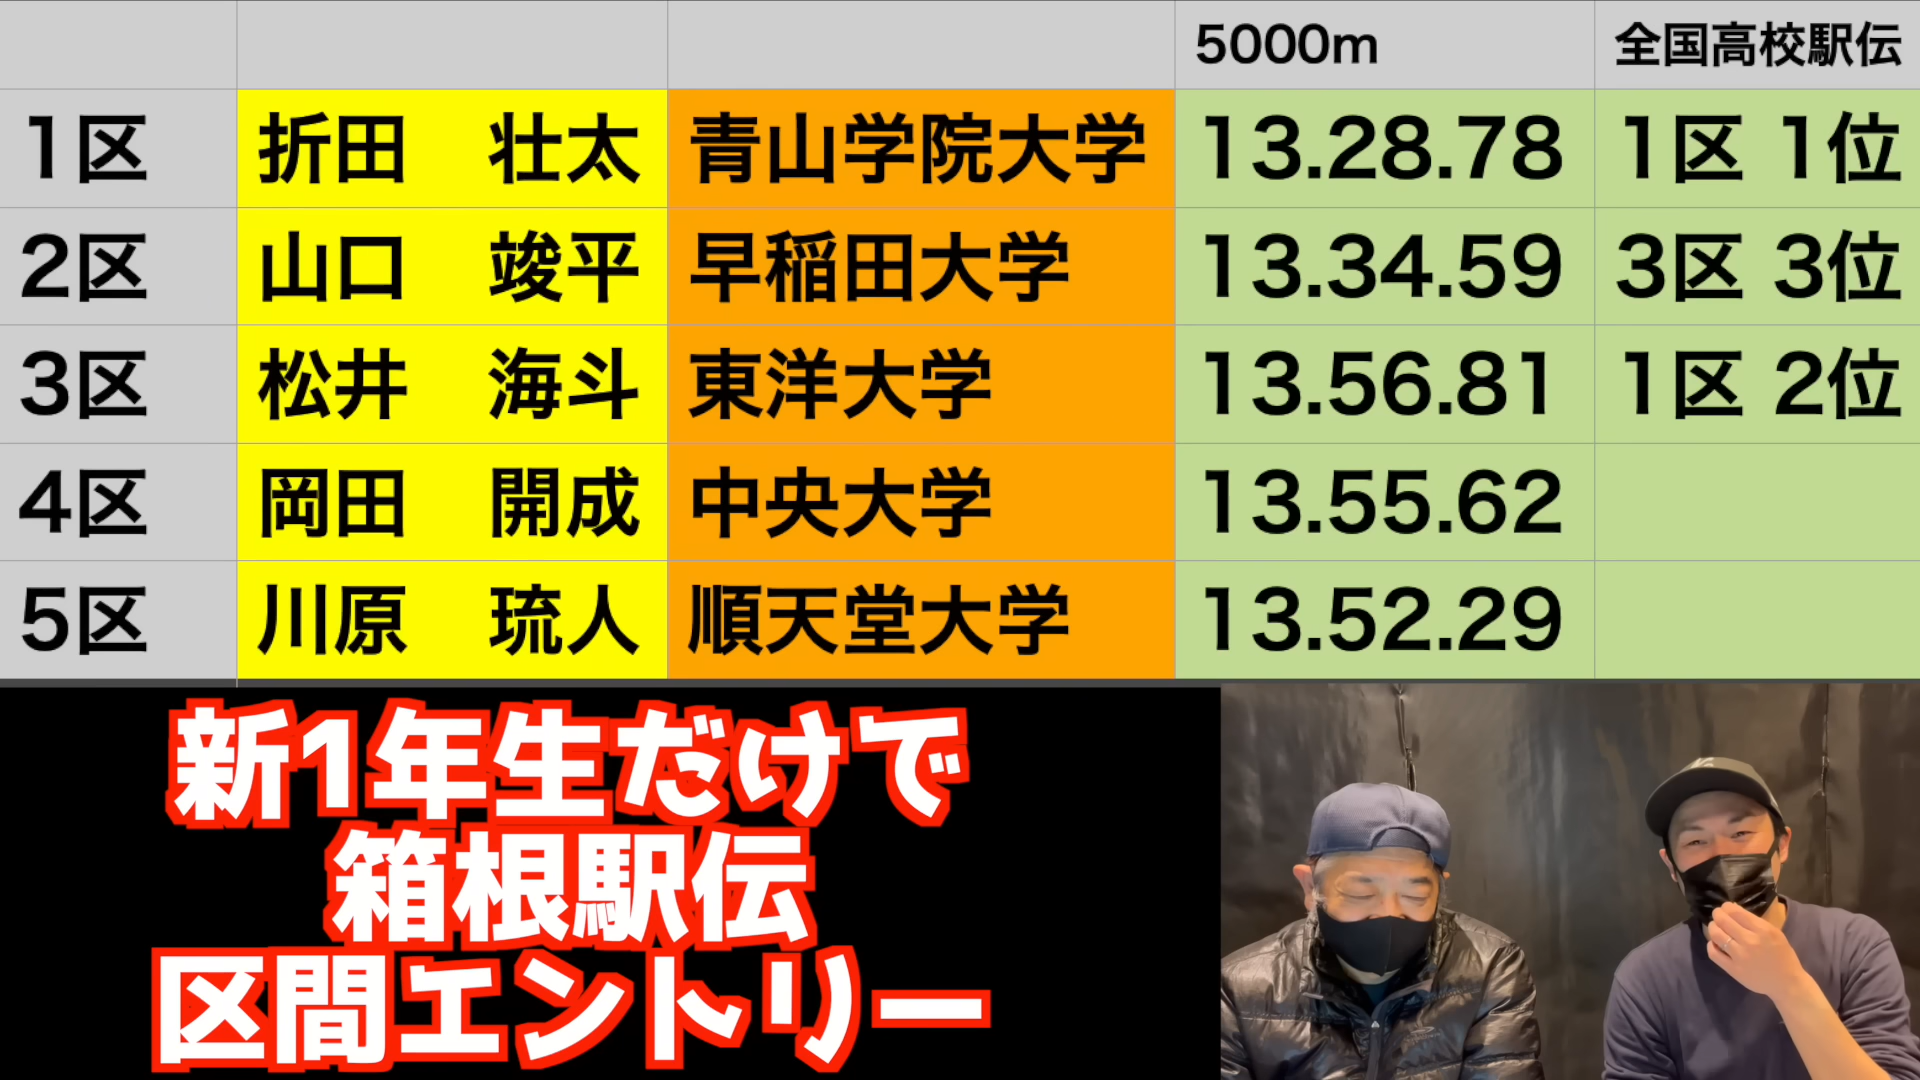 5000m 全国高校駅伝
1区 折田 壮太 青山学院大学 13.28.78 1区 1位
2区 山口 竣平 早稲田大学 13.34.59 3区 3位
3区 松井 海斗 東洋大学 13.56.81 1区 2位
4区 岡田 開成 中央大学 13.55.62
5区 川原 琉人 順天堂大学 13.52.29
新1年生だけで
箱根駅伝
区間エントリー